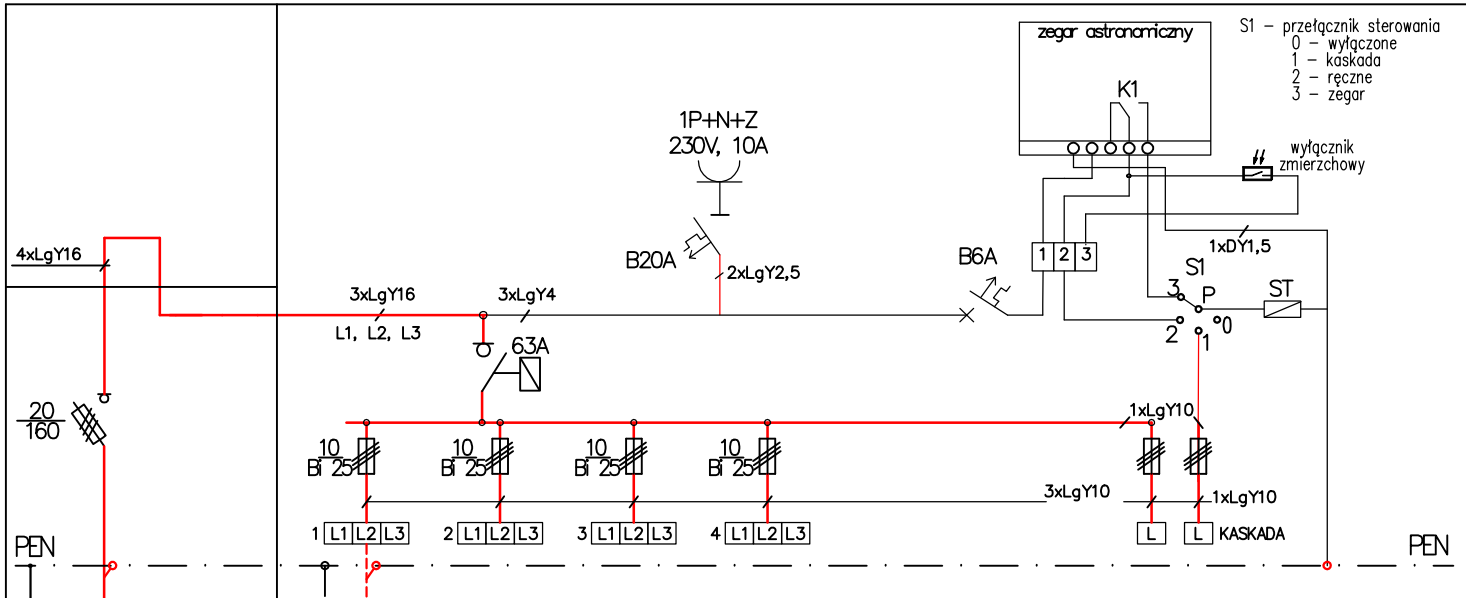 zegar astronomiczny
K1
S1 – przełącznik sterowania
0 – wyłączone
1 – kaskada
2 – ręczne
3 – zegar
1P+N+Z
230V, 10A
wyłącznik
zmierzchowy
4xLgY16
B20A
2xLgY2,5
B6A
1 2 3
1xDY1,5
S1
3 P
ST
2 0
1
3xLgY16
L1, L2, L3
3xLgY4
63A
20
160
1xLgY10
10
Bi 25
10
Bi 25
10
Bi 25
10
Bi 25
3xLgY10
1xLgY10
1 L1 L2 L3
2 L1 L2 L3
3 L1 L2 L3
4 L1 L2 L3
L
L KASKADA
PEN
PEN